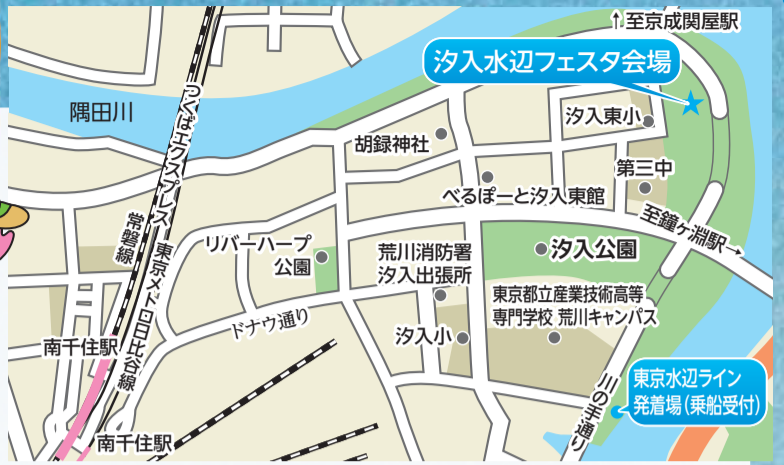 ↑至京成関屋駅
汐入水辺フェスタ会場
隅田川
つくばエクスプレス
汐入東小
胡録神社
第三中
べるぽーと汐入東館
至鐘ヶ淵駅→
常磐線
東京メトロ日比谷線
リバーハープ
公園
荒川消防署
汐入出張所
汐入公園
東京都立産業技術高等
専門学校 荒川キャンパス
ドナウ通り
汐入小
南千住駅
川の手通り
東京水辺ライン
発着場(乗船受付)
南千住駅